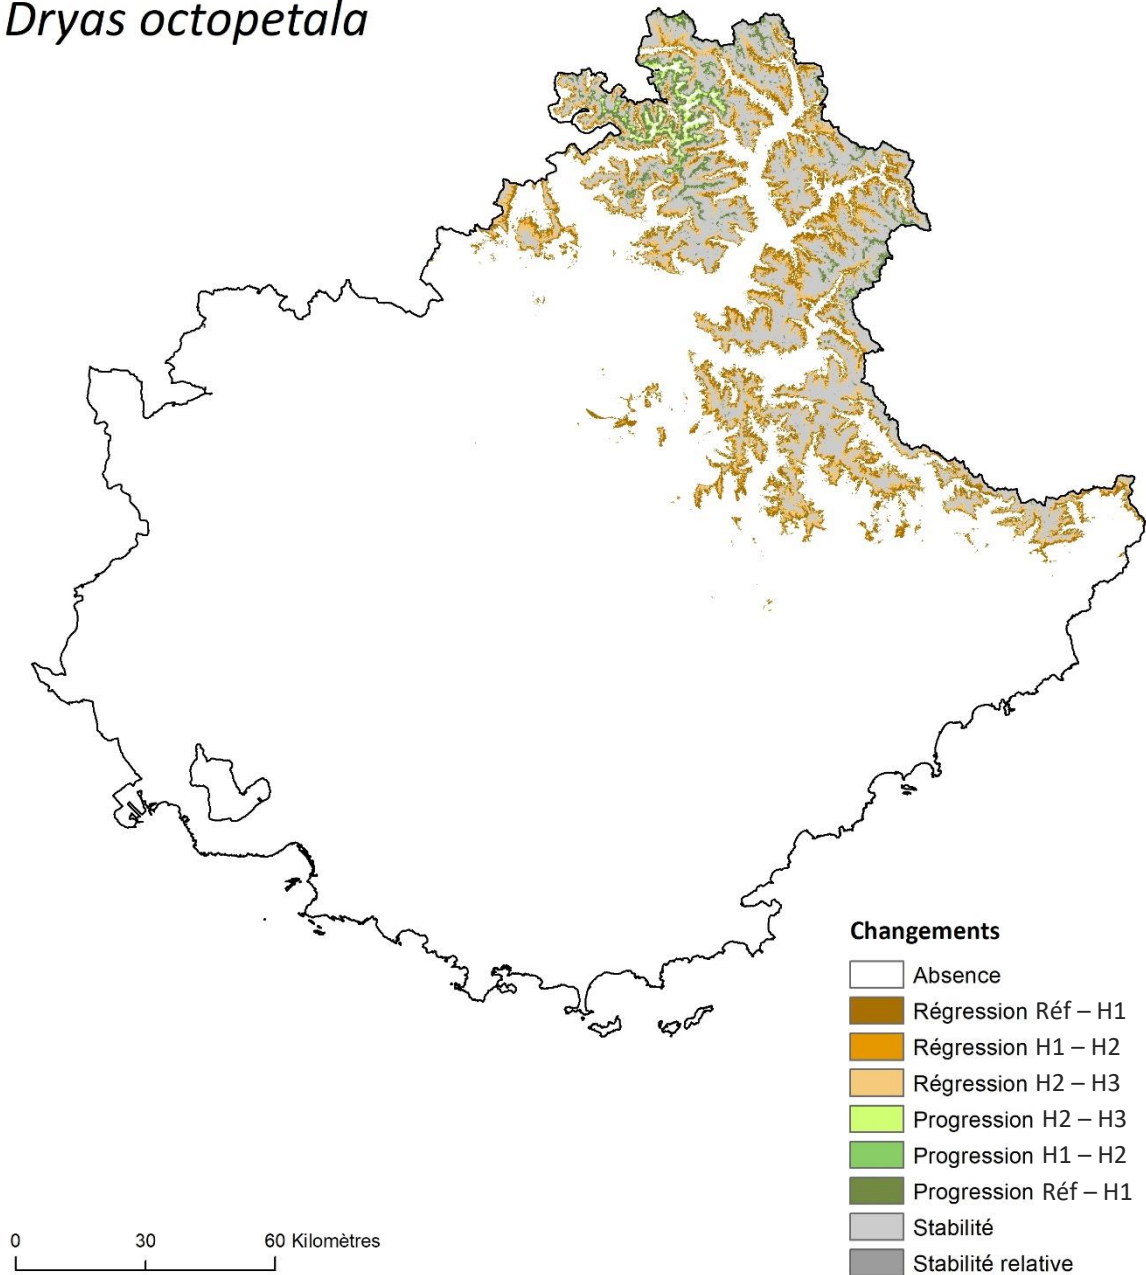 Dryas octopetala
Changements
Absence
Régression Réf – H1
Régression H1 – H2
Régression H2 – H3
Progression H2 – H3
Progression H1 – H2
Progression Réf – H1
Stabilité
Stabilité relative
0 30 60 Kilomètres